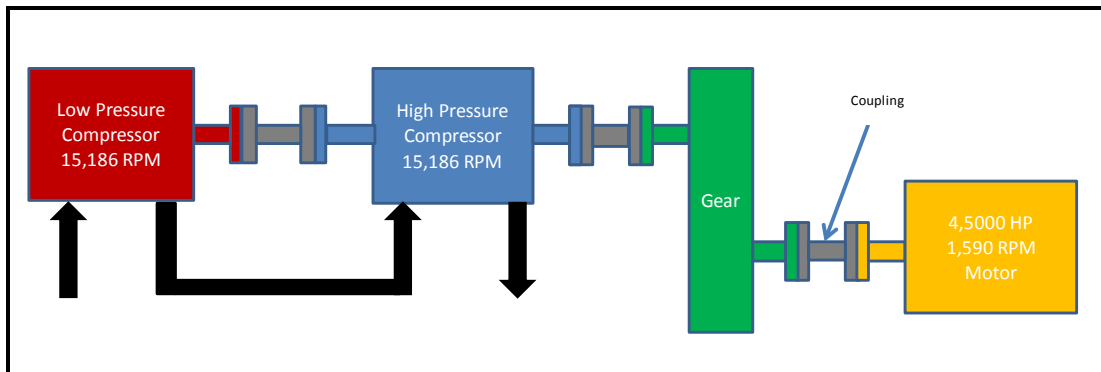 Low Pressure
Compressor
15,186 RPM
High Pressure
Compressor
15,186 RPM
Gear
Coupling
4,5000 HP
1,590 RPM
Motor